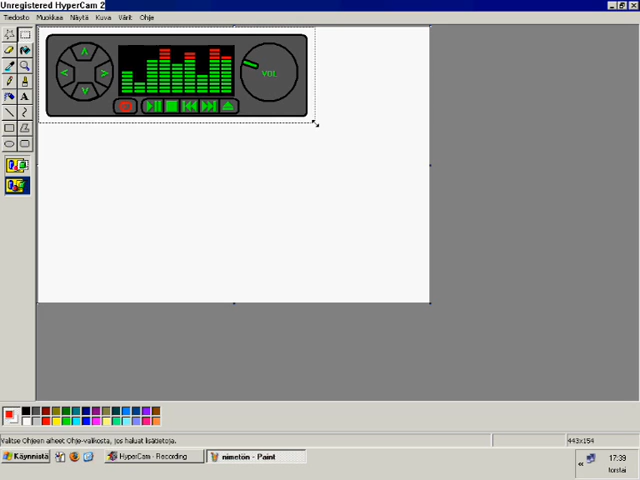 Unregistered HyperCam 2
Tiedosto Muokkaa Näytä Kuva Värit Ohje
VOL
A
Valitse Ohjeen aiheet Ohje-valikosta, jos haluat lisätietoja.
443x154
Käynnistä
HyperCam - Recording
nimetön - Paint
«
17:39
torstai